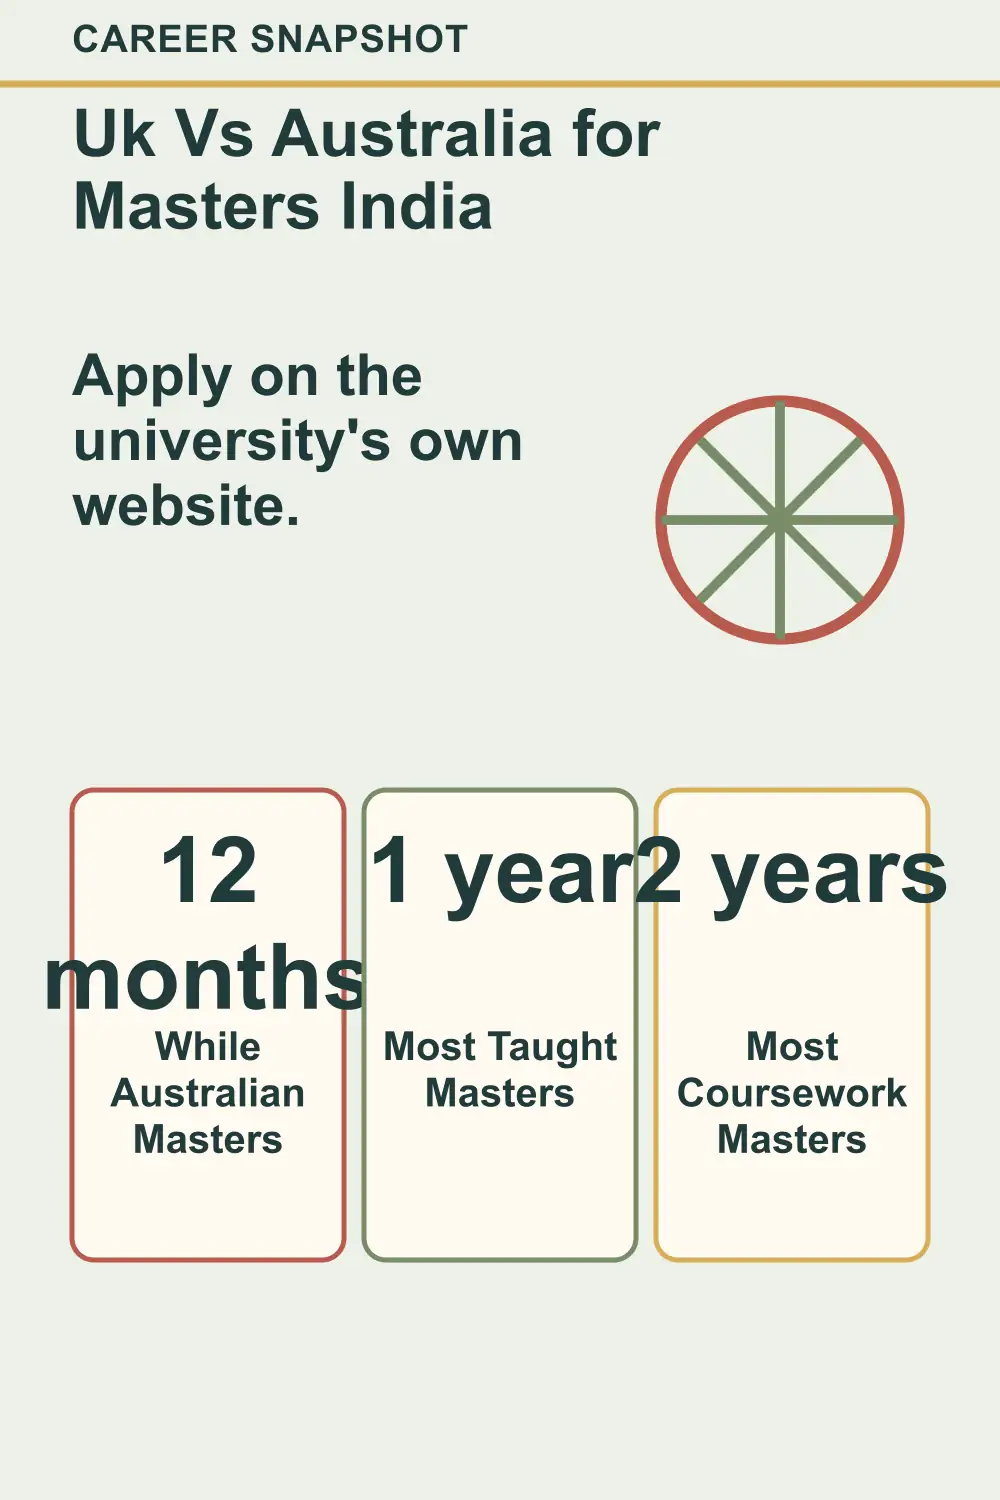 CAREER SNAPSHOT
Uk Vs Australia for
Masters India
Apply on the
university's own
website.
12
months
While
Australian
Masters
1 year
Most Taught
Masters
2 years
Most
Coursework
Masters